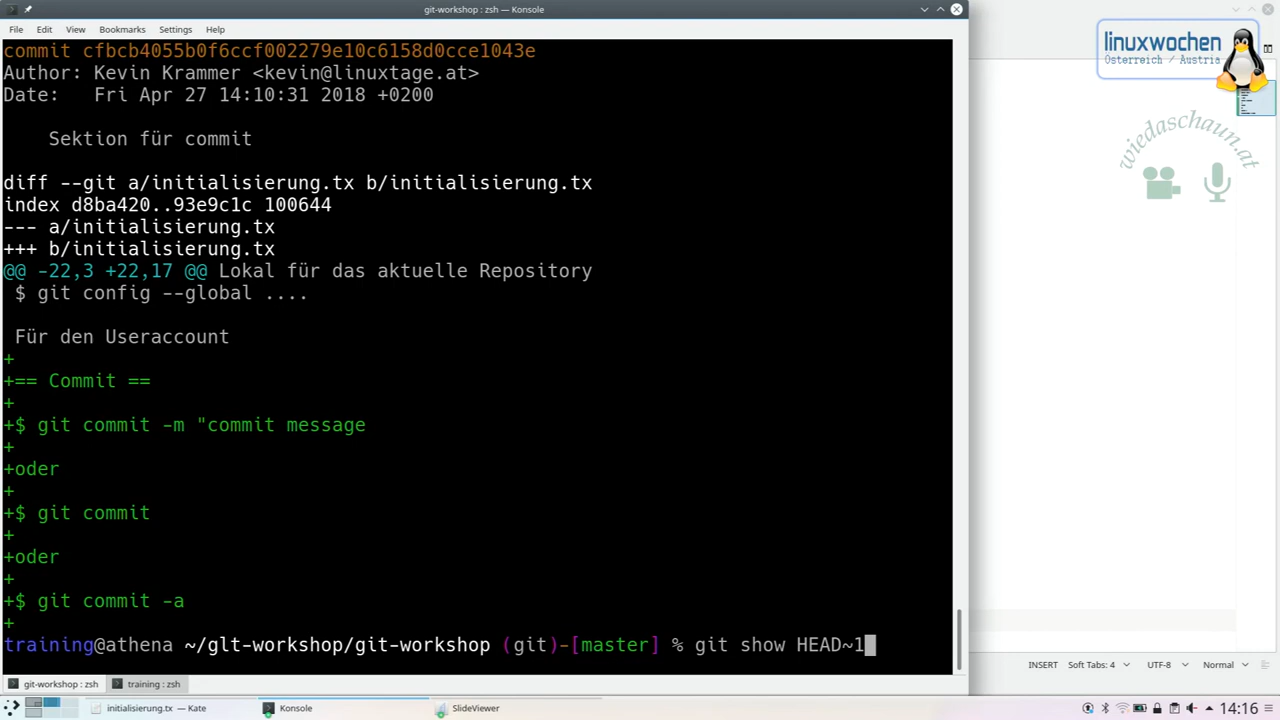 git-workshop : zsh — Konsole
File Edit View Bookmarks Settings Help
commit cfbcb4055b0f6ccf002279e10c6158d0cce1043e
Author: Kevin Krammer <kevin@linuxtage.at>
Date:   Fri Apr 27 14:10:31 2018 +0200
Sektion für commit
diff --git a/initialisierung.tx b/initialisierung.tx
index d8ba420..93e9c1c 100644
--- a/initialisierung.tx
+++ b/initialisierung.tx
@@ -22,3 +22,17 @@ Lokal für das aktuelle Repository
$ git config --global ....
Für den Useraccount
+
+== Commit ==
+
+$ git commit -m "commit message
+
+oder
+
+$ git commit
+
+oder
+
+$ git commit -a
+
training@athena ~/glt-workshop/git-workshop (git)-[master] % git show HEAD~1
git-workshop : zsh
training : zsh
linuxwochen
Österreich / Austria
wiedaschaun.at
INSERT Soft Tabs: 4 UTF-8 Normal
initialisierung.tx — Kate
Konsole
SlideViewer
14:16